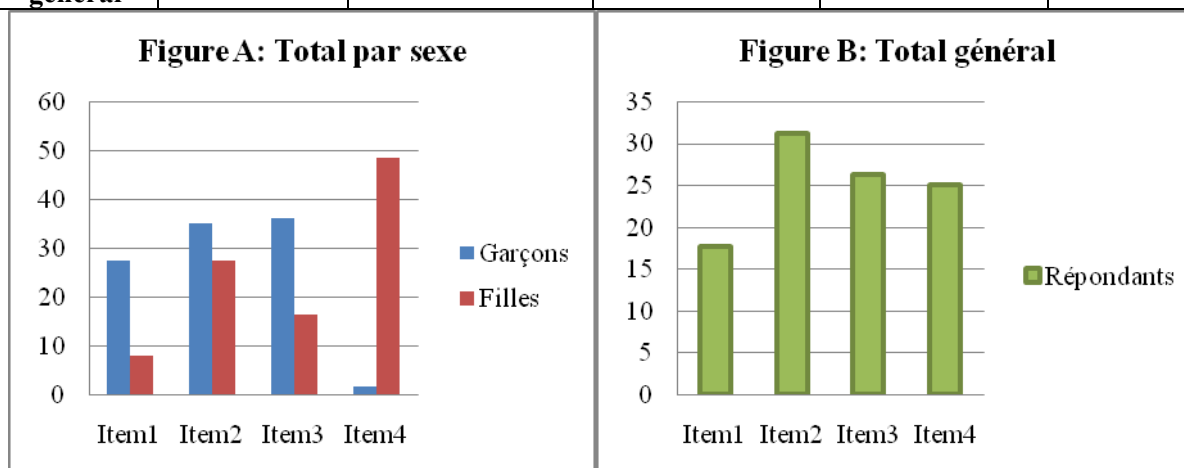 général
Figure A: Total par sexe
60
50
40
30
20
10
0
Item1 Item2 Item3 Item4
Garçons
Filles
Figure B: Total général
35
30
25
20
15
10
5
0
Item1 Item2 Item3 Item4
Répondants